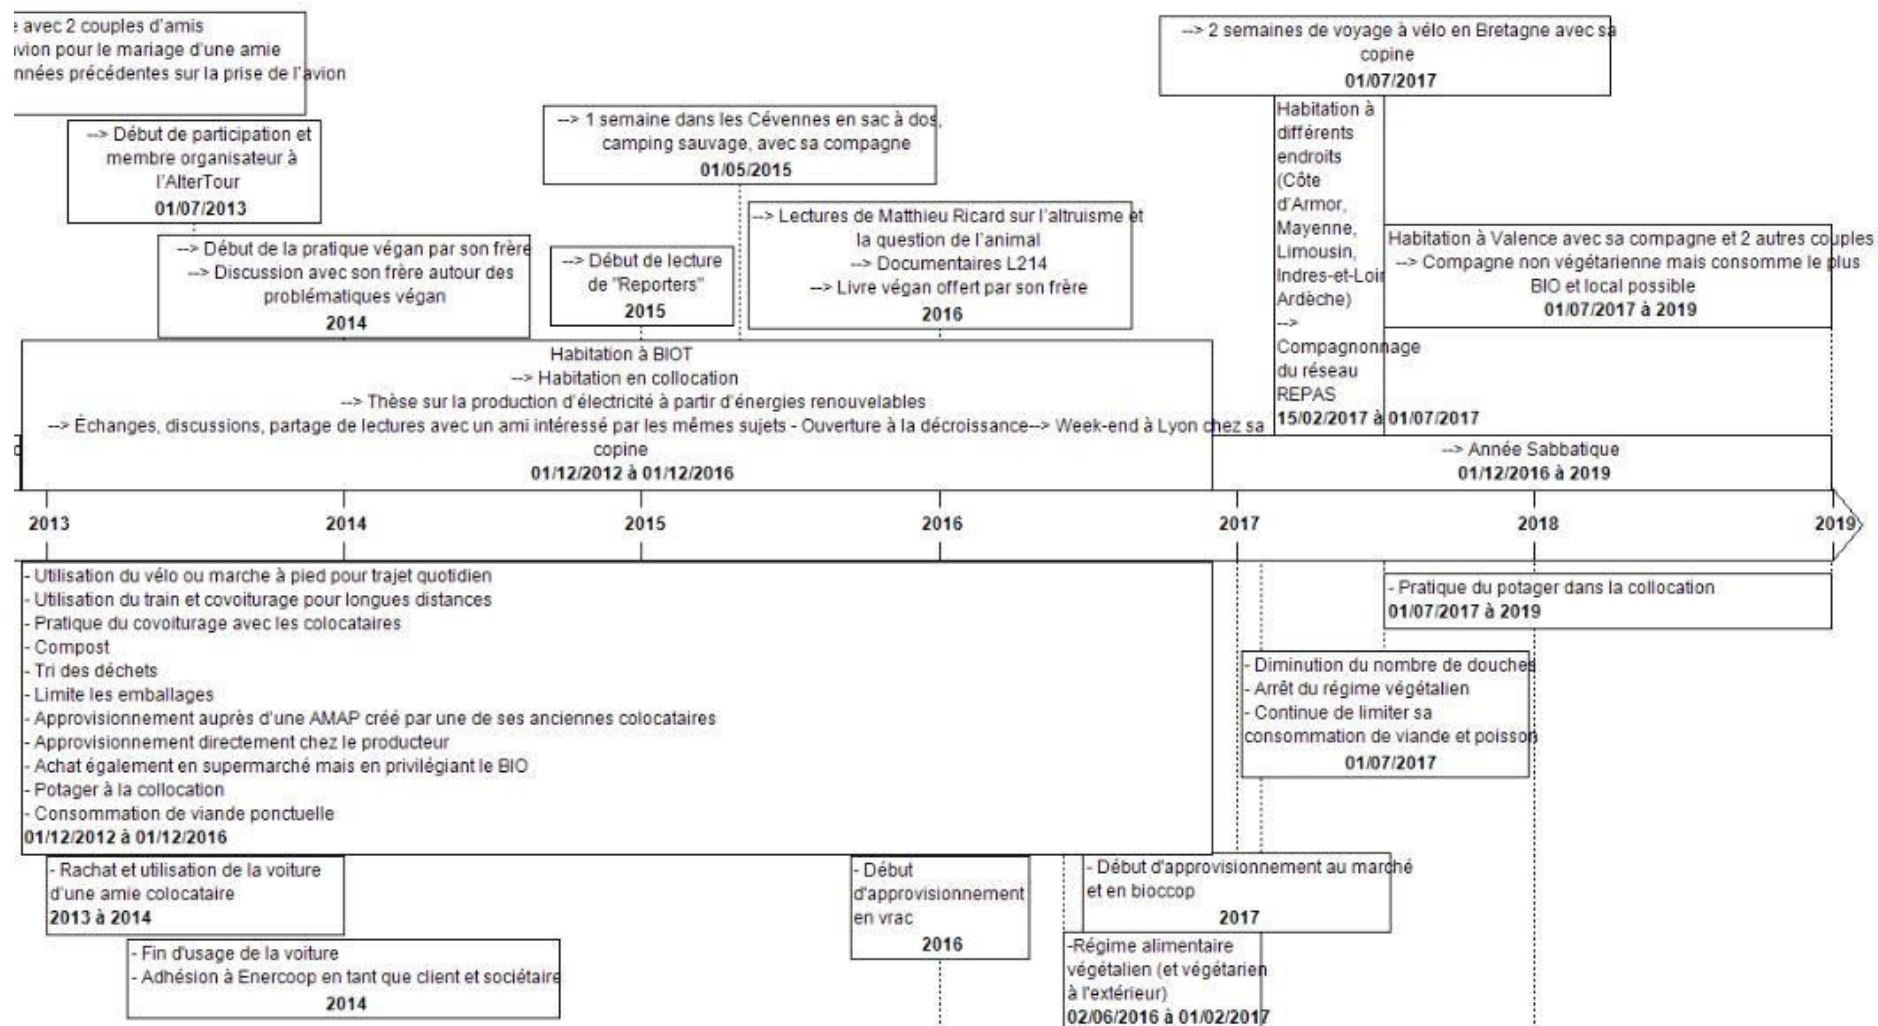 avec 2 couples d'amis
avion pour le mariage d'une amie
nnées précédentes sur la prise de l'avion
--> Début de participation et
membre organisateur à
l'AlterTour
01/07/2013
--> Début de la pratique végan par son frère
--> Discussion avec son frère autour des
problématiques végan
2014
--> 1 semaine dans les Cévennes en sac à dos,
camping sauvage, avec sa compagne
01/05/2015
--> Début de lecture
de "Reporters"
2015
--> Lectures de Matthieu Ricard sur l'altruisme et
la question de l'animal
--> Documentaires L214
--> Livre végan offert par son frère
2016
--> 2 semaines de voyage à vélo en Bretagne avec sa
copine
01/07/2017
Habitation à
différents
endroits
(Côte
d'Armor,
Mayenne,
Limousin,
Indres-et-Loir
Ardèche)
-->
Compagnonnage
du réseau
REPAS
15/02/2017 à 01/07/2017
Habitation à Valence avec sa compagne et 2 autres couples
--> Compagne non végétarienne mais consomme le plus
BIO et local possible
01/07/2017 à 2019
Habitation à BIOT
--> Habitation en collocation
--> Thèse sur la production d'électricité à partir d'énergies renouvelables
--> Échanges, discussions, partage de lectures avec un ami intéressé par les mêmes sujets - Ouverture à la décroissance--> Week-end à Lyon chez sa
copine
01/12/2012 à 01/12/2016
--> Année Sabbatique
01/12/2016 à 2019
2013 2014 2015 2016 2017 2018 2019
- Utilisation du vélo ou marche à pied pour trajet quotidien
- Utilisation du train et covoiturage pour longues distances
- Pratique du covoiturage avec les colocataires
- Compost
- Tri des déchets
- Limite les emballages
- Approvisionnement auprès d'une AMAP créé par une de ses anciennes colocataires
- Approvisionnement directement chez le producteur
- Achat également en supermarché mais en privilégiant le BIO
- Potager à la collocation
- Consommation de viande ponctuelle
01/12/2012 à 01/12/2016
- Pratique du potager dans la collocation
01/07/2017 à 2019
- Diminution du nombre de douches
- Arrêt du régime végétalien
- Continue de limiter sa
consommation de viande et poisson
01/07/2017
- Rachat et utilisation de la voiture
d'une amie colocataire
2013 à 2014
- Fin d'usage de la voiture
- Adhésion à Enercoop en tant que client et sociétaire
2014
- Début
d'approvisionnement
en vrac
2016
- Début d'approvisionnement au marché
et en bioccop
2017
-Régime alimentaire
végétalien (et végétarien
à l'extérieur)
02/06/2016 à 01/02/2017